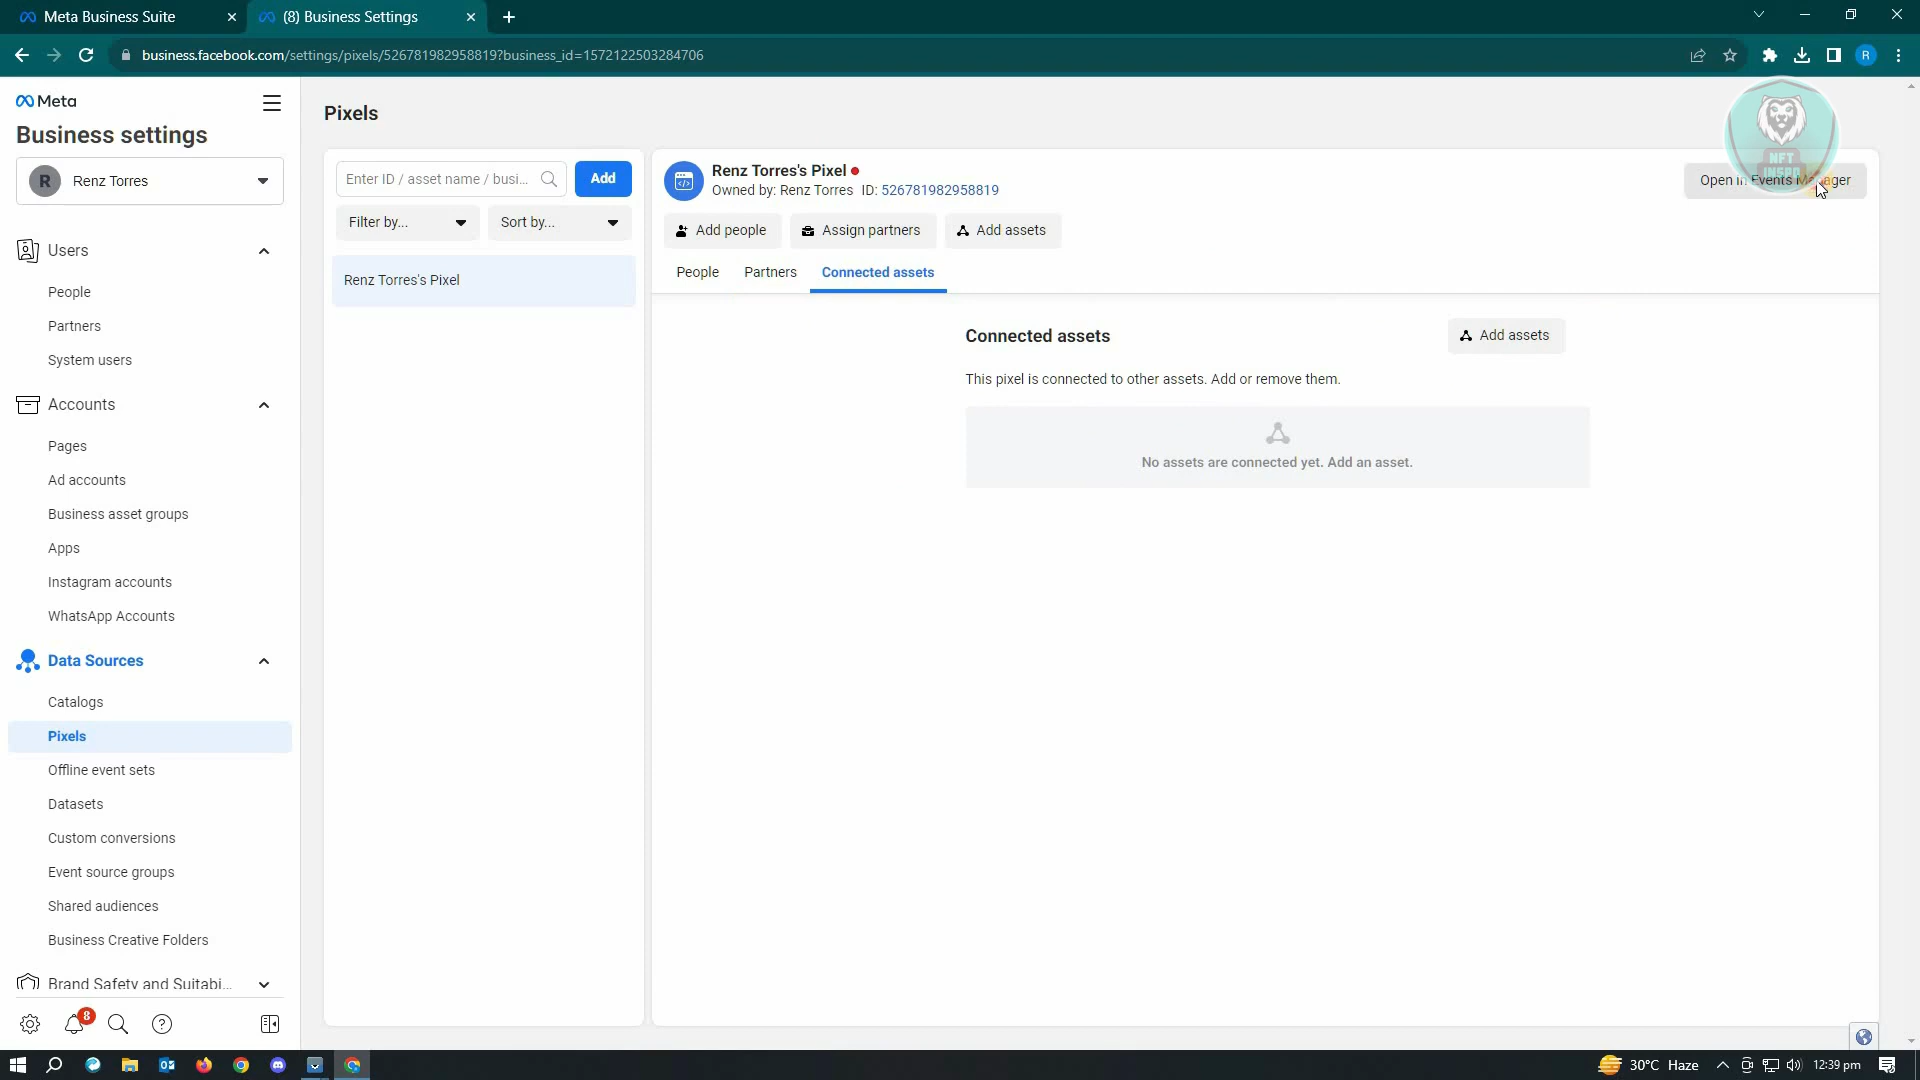 Meta Business Suite
(8) Business Settings
business.facebook.com/settings/pixels/526781982958819?business_id=1572122503284706
R
Meta
Business settings
R Renz Torres
Users
People
Partners
System users
Accounts
Pages
Ad accounts
Business asset groups
Apps
Instagram accounts
WhatsApp Accounts
Data Sources
Catalogs
Pixels
Offline event sets
Datasets
Custom conversions
Event source groups
Shared audiences
Business Creative Folders
Brand Safety and Suitabi...
8
Pixels
Enter ID / asset name / busi...
Add
Filter by...
Sort by...
Renz Torres's Pixel
Renz Torres's Pixel
Owned by: Renz Torres ID: 526781982958819
Open in Events Manager
NFT
INSPO
Add people
Assign partners
Add assets
People
Partners
Connected assets
Connected assets
Add assets
This pixel is connected to other assets. Add or remove them.
No assets are connected yet. Add an asset.
30°C Haze
12:39 pm